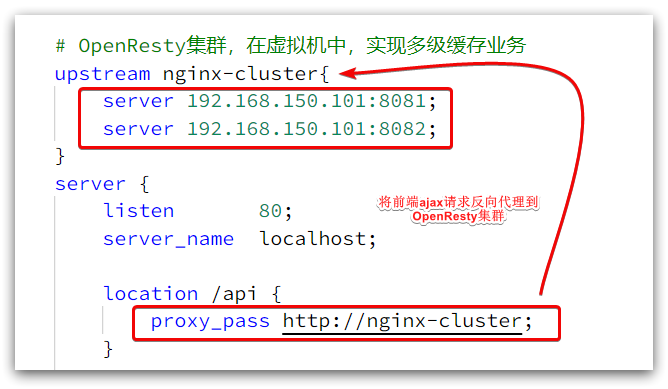 # OpenResty集群，在虚拟机中，实现多级缓存业务
upstream nginx-cluster{
server 192.168.150.101:8081;
server 192.168.150.101:8082;
}
server {
listen 80;
将前端ajax请求反向代理到
OpenResty集群
server_name localhost;
location /api {
proxy_pass http://nginx-cluster;
}